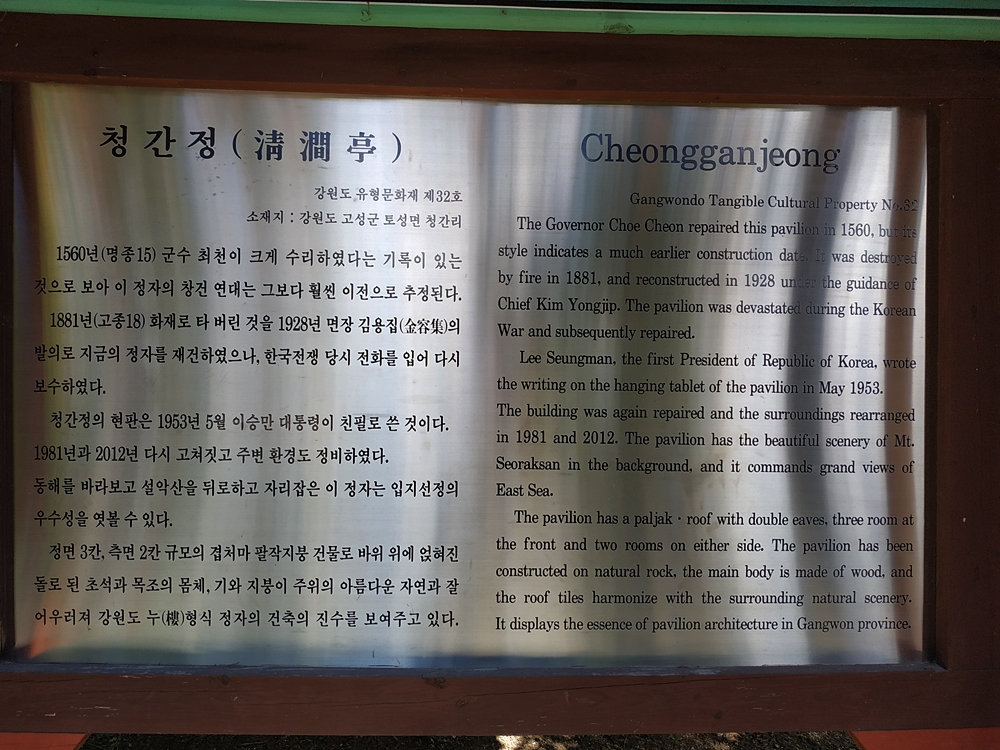 청간정(淸澗亭)
강원도 유형문화재 제32호
소재지 : 강원도 고성군 토성면 청간리
1560년(명종15) 군수 최천이 크게 수리하였다는 기록이 있는
것으로 보아 이 정자의 창건 연대는 그보다 훨씬 이전으로 추정된다.
1881년(고종18) 화재로 타 버린 것을 1928년 면장 김용집(金容集)의
발의로 지금의 정자를 재건하였으나, 한국전쟁 당시 전화를 입어 다시
보수하였다.
청간정의 현판은 1953년 5월 이승만 대통령이 친필로 쓴 것이다.
1981년과 2012년 다시 고쳐짓고 주변 환경도 정비하였다.
동해를 바라보고 설악산을 뒤로하고 자리잡은 이 정자는 입지선정의
우수성을 엿볼 수 있다.
정면 3칸, 측면 2칸 규모의 겹처마 팔작지붕 건물로 바위 위에 얹혀진
돌로 된 초석과 목조의 몸체, 기와 지붕이 주위의 아름다운 자연과 잘
어우러져 강원도 누(樓)형식 정자의 건축의 진수를 보여주고 있다.
Cheongganjeong
Gangwondo Tangible Cultural Property No.32
The Governor Choe Cheon repaired this pavilion in 1560, but its
style indicates a much earlier construction date. It was destroyed
by fire in 1881, and reconstructed in 1928 under the guidance of
Chief Kim Yongjip. The pavilion was devastated during the Korean
War and subsequently repaired.
Lee Seungman, the first President of Republic of Korea, wrote
the writing on the hanging tablet of the pavilion in May 1953.
The building was again repaired and the surroundings rearranged
in 1981 and 2012. The pavilion has the beautiful scenery of Mt.
Seoraksan in the background, and it commands grand views of
East Sea.
The pavilion has a paljak · roof with double eaves, three room at
the front and two rooms on either side. The pavilion has been
constructed on natural rock, the main body is made of wood, and
the roof tiles harmonize with the surrounding natural scenery.
It displays the essence of pavilion architecture in Gangwon province.